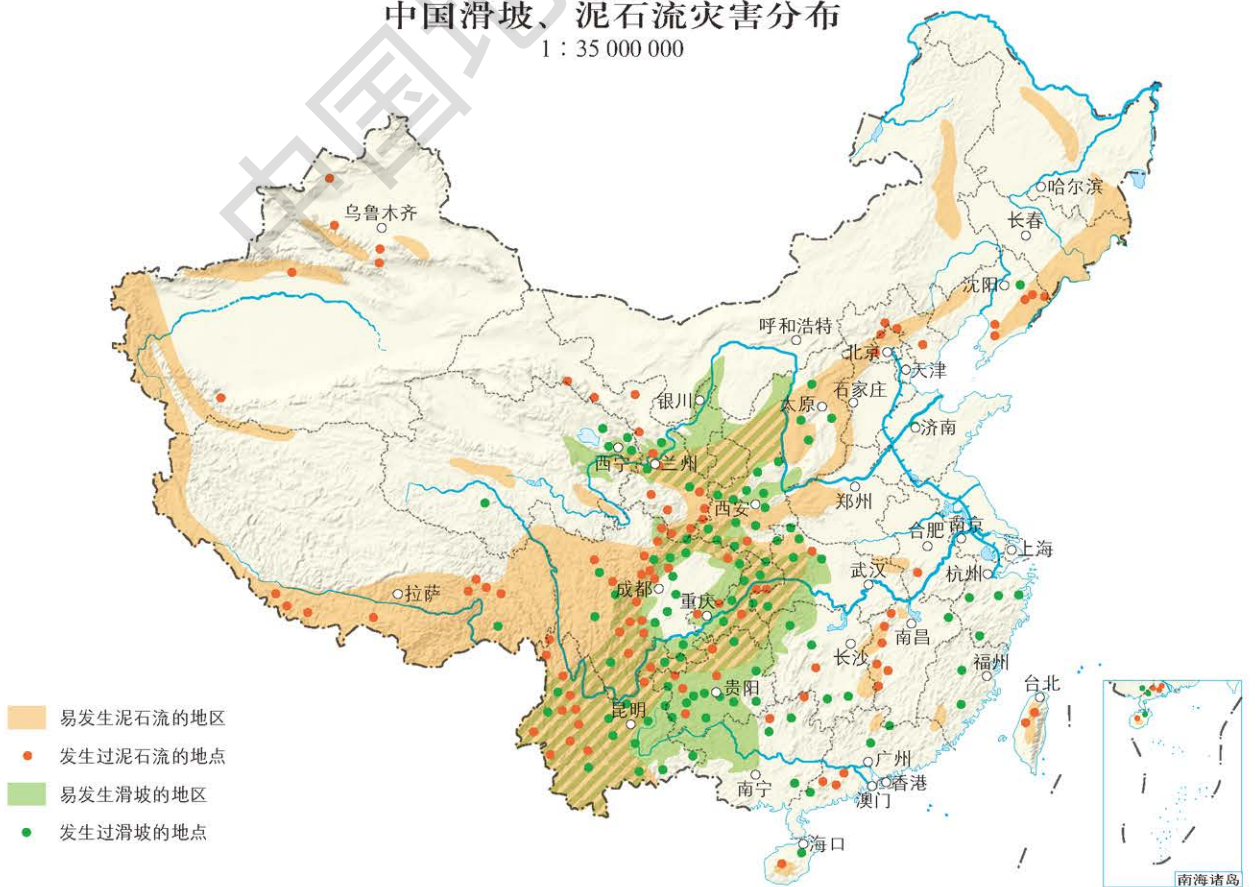 中国滑坡、泥石流灾害分布
1：35 000 000
中国地
乌鲁木齐
哈尔滨
长春
沈阳
呼和浩特
北京
天津
银川
太原
石家庄
济南
西宁
兰州
西安
郑州
合肥
南京
上海
拉萨
成都
重庆
武汉
杭州
南昌
长沙
福州
贵阳
台北
昆明
广州
南宁
香港
澳门
海口
南海诸岛
易发生泥石流的地区
发生过泥石流的地点
易发生滑坡的地区
发生过滑坡的地点